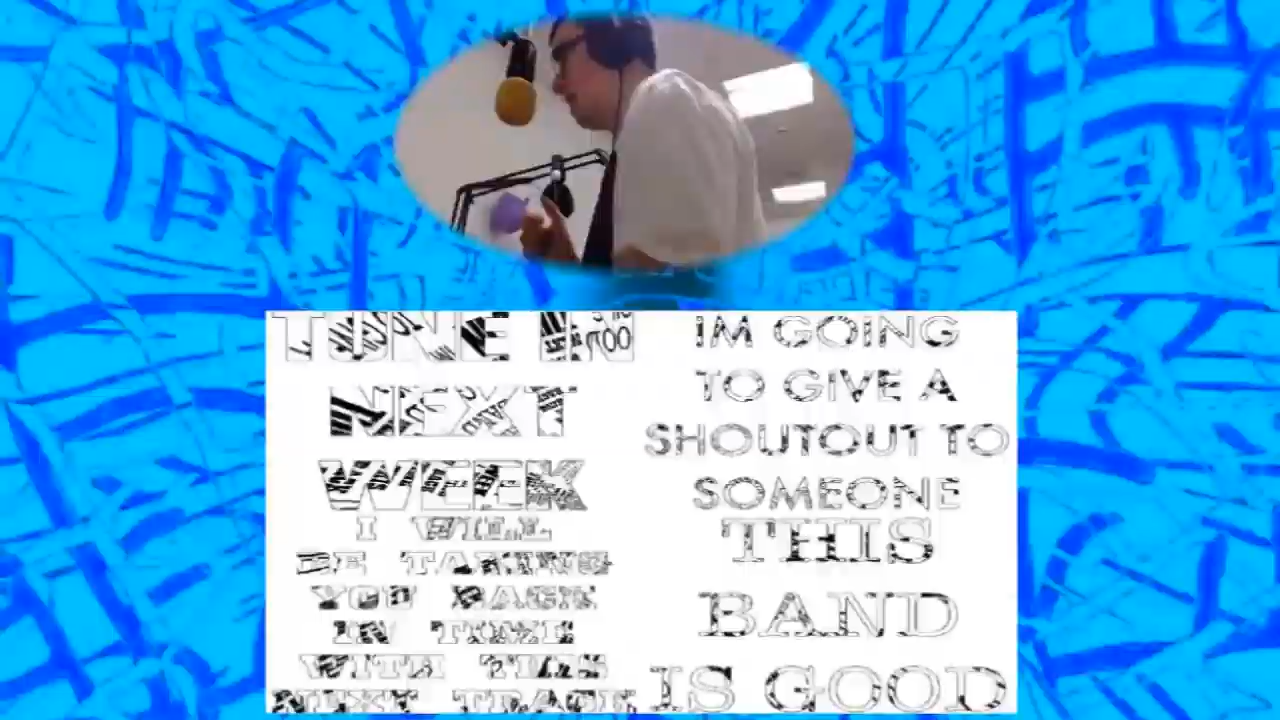 TUNE IN
NEXT
WEEK
I WILL
BE TAKING
YOU BACK
IN TIME
WITH THIS
NEXT TRACK
IM GOING
TO GIVE A
SHOUTOUT TO
SOMEONE
THIS
BAND
IS GOOD